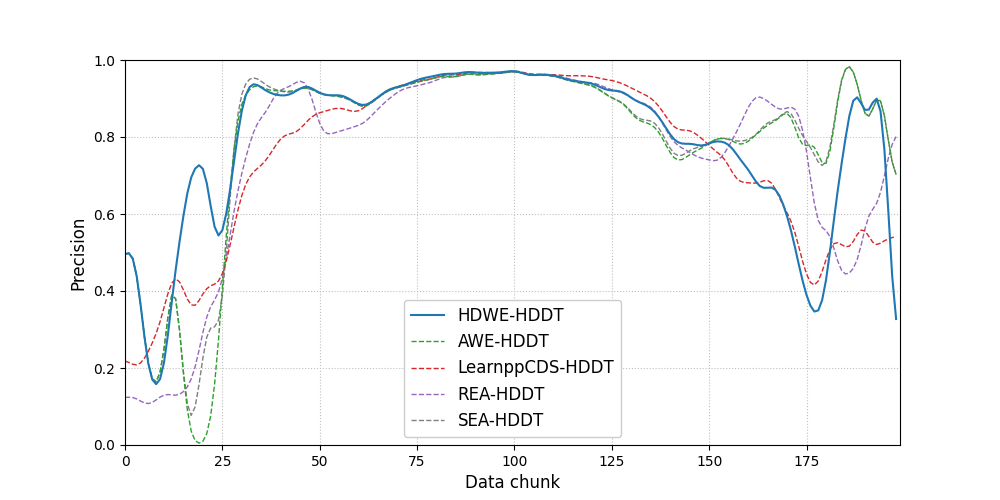 1.0
0.8
0.6
0.4
0.2
0.0
Precision
0
25
50
75
100
125
150
175
Data chunk
HDWE-HDDT
AWE-HDDT
LearnppCDS-HDDT
REA-HDDT
SEA-HDDT